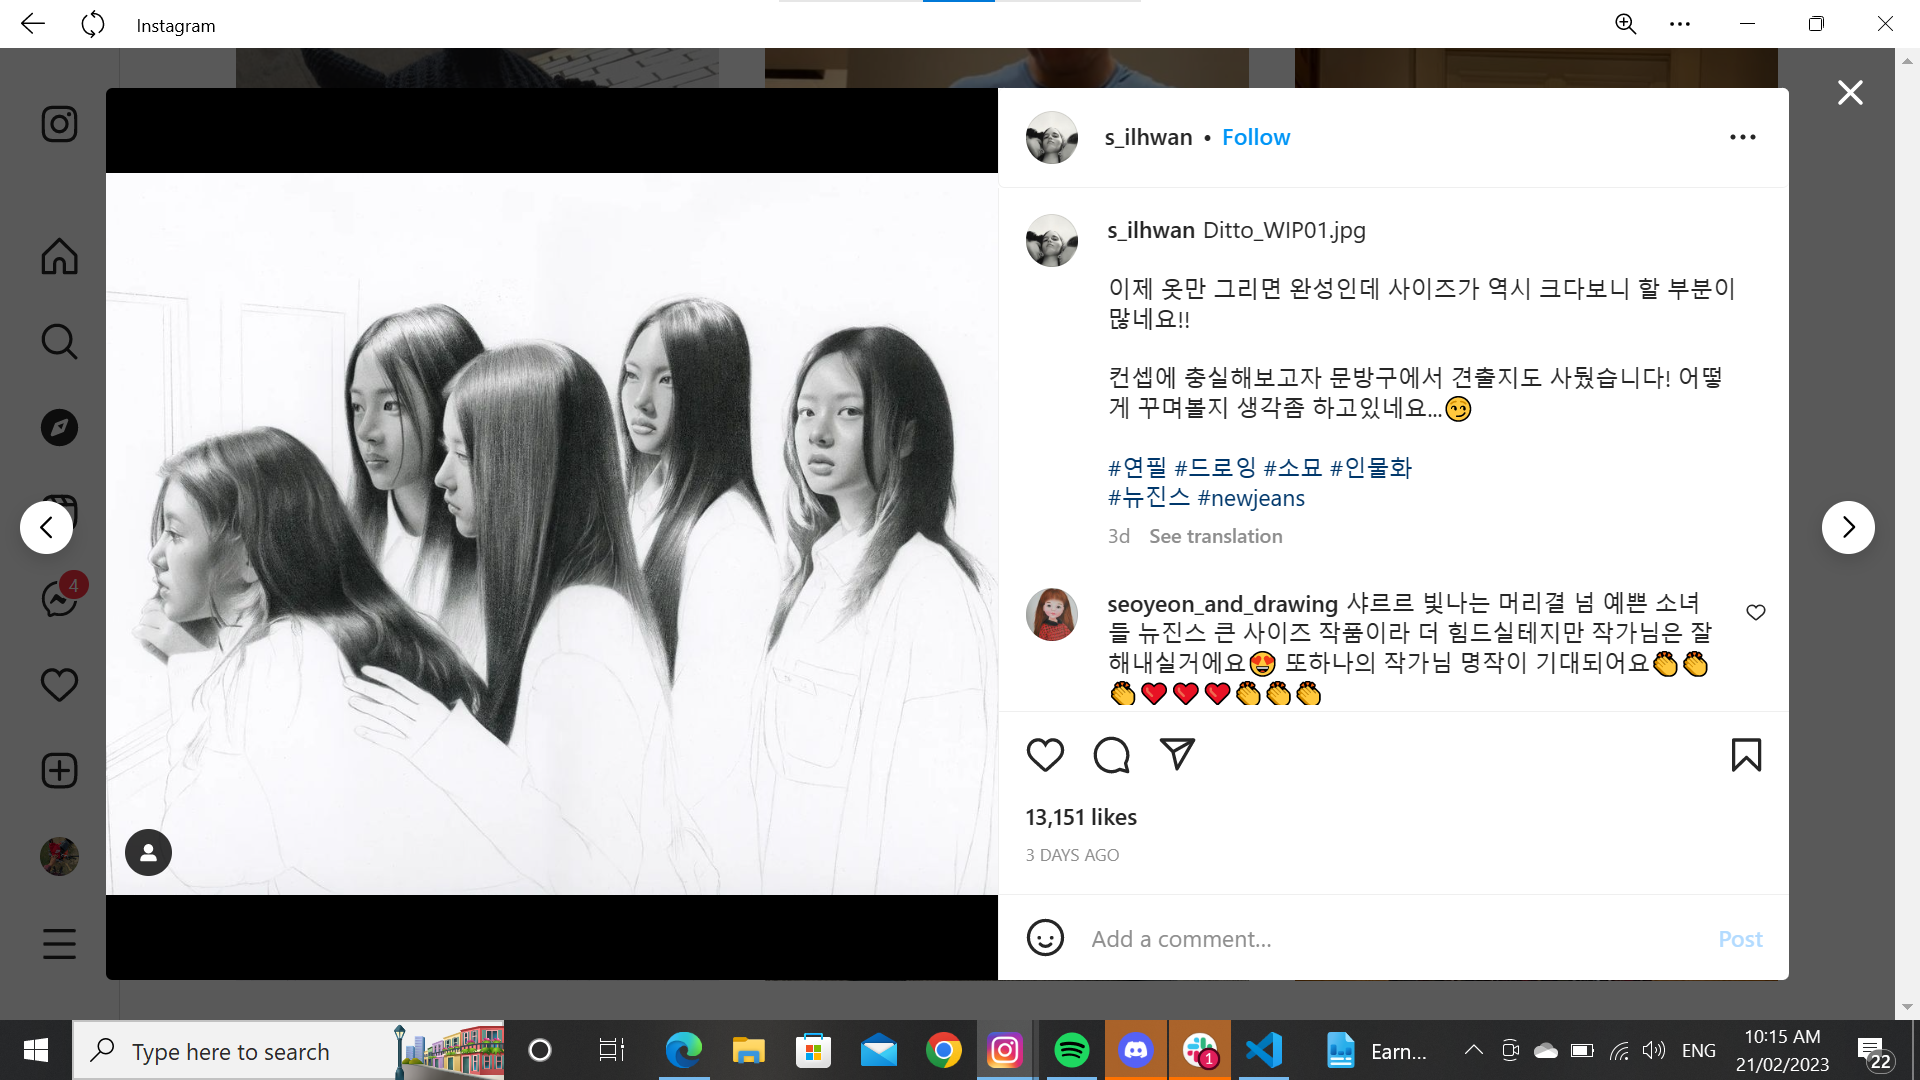 Instagram
s_ilhwan • Follow
s_ilhwan Ditto_WIP01.jpg
이제 옷만 그리면 완성인데 사이즈가 역시 크다보니 할 부분이
많네요!!
컨셉에 충실해보고자 문방구에서 견출지도 사뒀습니다! 어떻
게 꾸며볼지 생각좀 하고있네요...😏
#연필 #드로잉 #소묘 #인물화
#뉴진스 #newjeans
3d See translation
seoyeon_and_drawing 샤르르 빛나는 머리결 넘 예쁜 소녀
들 뉴진스 큰 사이즈 작품이라 더 힘드실테지만 작가님은 잘
해내실거에요😍 또하나의 작가님 명작이 기대되어요👏👏
👏❤️❤️❤️👏👏👏
4
13,151 likes
3 DAYS AGO
Add a comment...
Post
Type here to search
1
Earn...
ENG
10:15 AM
21/02/2023
22